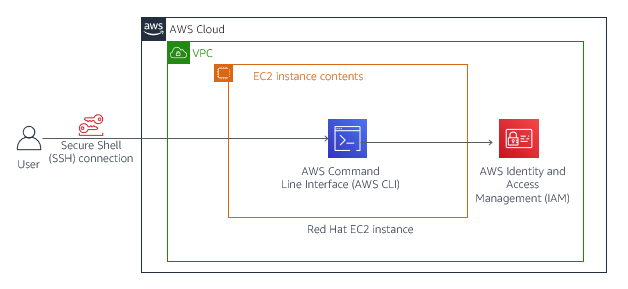 aws
AWS Cloud
VPC
EC2 instance contents
Secure Shell
(SSH) connection
User
AWS Command
Line Interface (AWS CLI)
AWS Identity and
Access
Management (IAM)
Red Hat EC2 instance